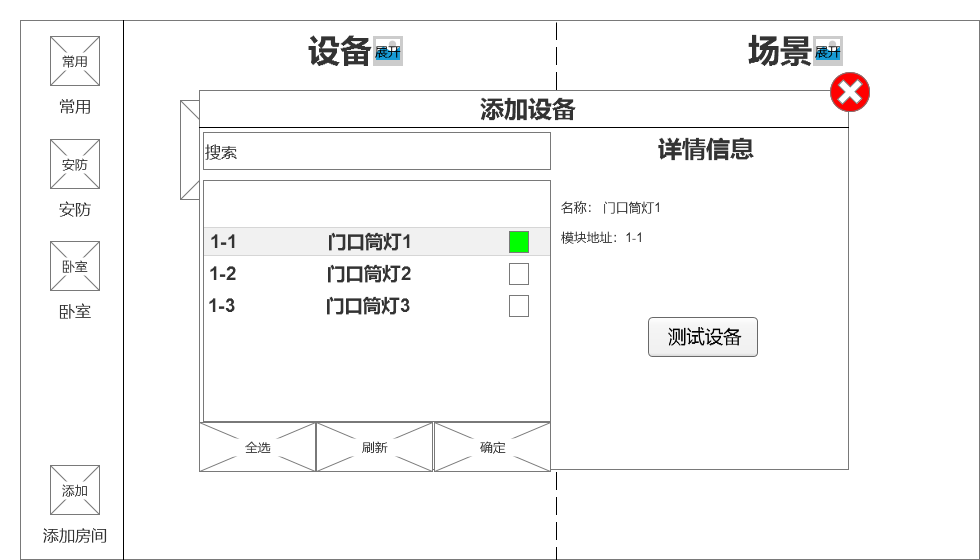 常用
常用
安防
安防
卧室
卧室
添加
添加房间
设备 展开
场景 展开
添加设备
搜索
1-1 门口筒灯1
1-2 门口筒灯2
1-3 门口筒灯3
全选 刷新 确定
详情信息
名称： 门口筒灯1
模块地址：1-1
测试设备